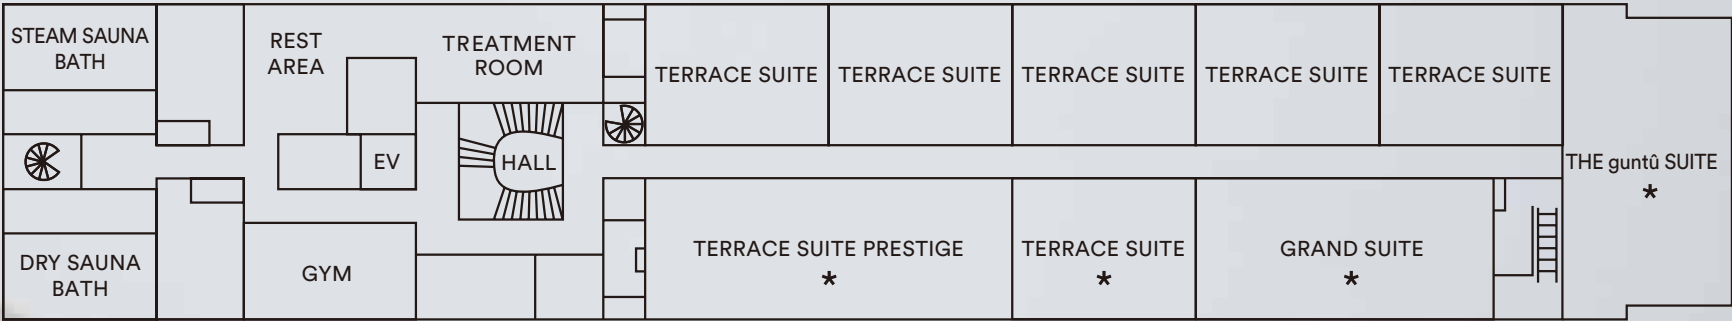 STEAM SAUNA
BATH
REST
AREA
TREATMENT
ROOM
TERRACE SUITE
TERRACE SUITE
TERRACE SUITE
TERRACE SUITE
TERRACE SUITE
EV
HALL
THE guntû SUITE
*
DRY SAUNA
BATH
GYM
TERRACE SUITE PRESTIGE
*
TERRACE SUITE
*
GRAND SUITE
*